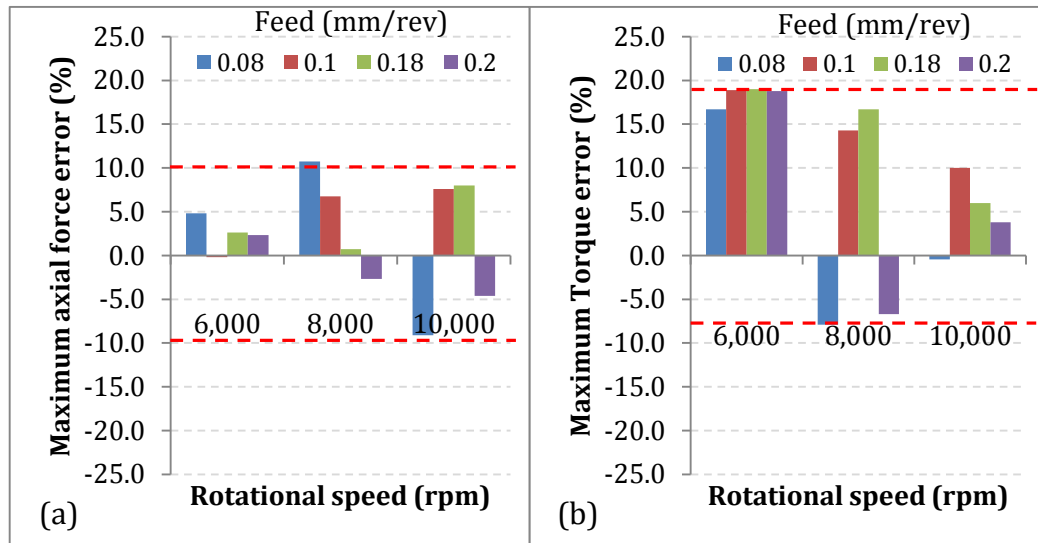 Feed (mm/rev)
0.08 0.1 0.18 0.2
Maximum axial force error (%)
25.0
20.0
15.0
10.0
5.0
0.0
-5.0
-10.0
-15.0
-20.0
-25.0
6,000 8,000 10,000
Rotational speed (rpm)
(a)
Feed (mm/rev)
0.08 0.1 0.18 0.2
Maximum Torque error (%)
25.0
20.0
15.0
10.0
5.0
0.0
-5.0
-10.0
-15.0
-20.0
-25.0
6,000 8,000 10,000
Rotational speed (rpm)
(b)